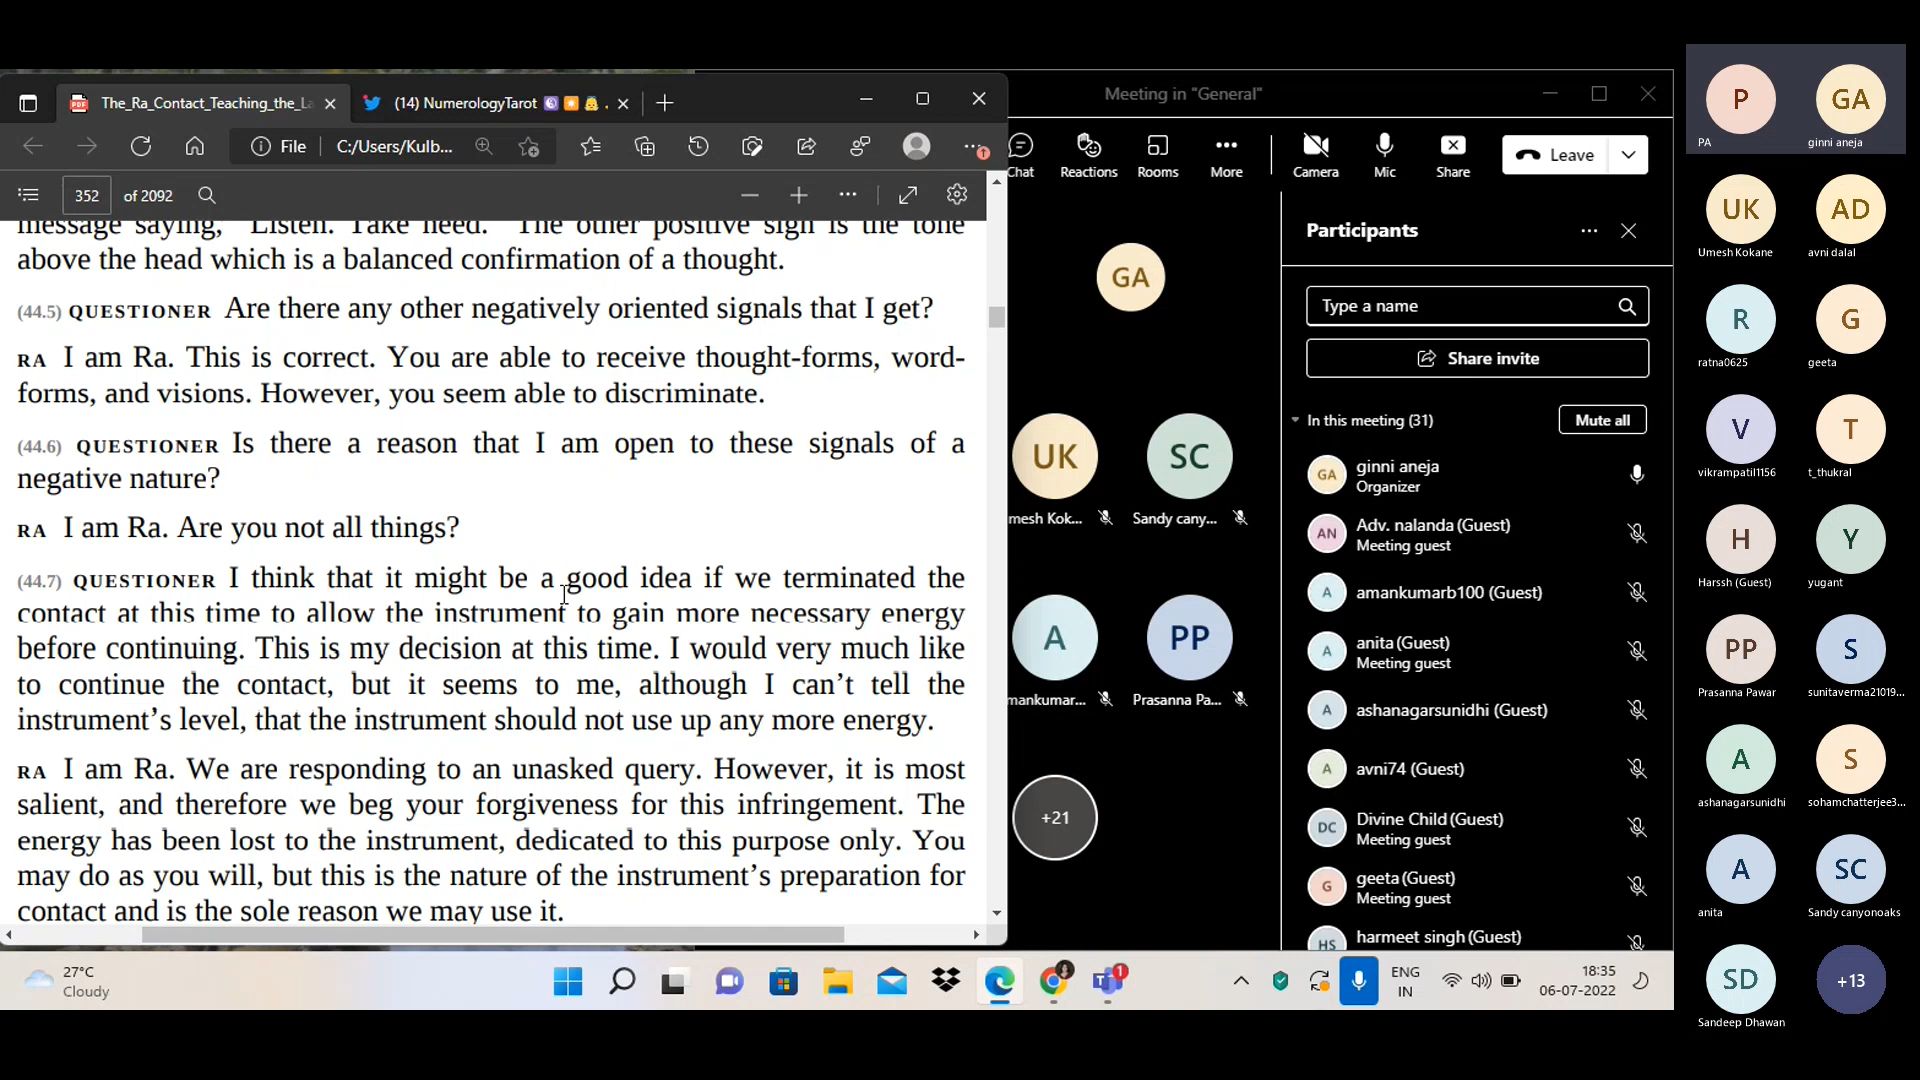 The_Ra_Contact_Teaching_the_La
(14) NumerologyTarot
File
C:/Users/Kulb...
352 of 2092
message saying, "Listen. Take heed." The other positive sign is the tone
above the head which is a balanced confirmation of a thought.
(44.5) QUESTIONER Are there any other negatively oriented signals that I get?
RA I am Ra. This is correct. You are able to receive thought-forms, word-
forms, and visions. However, you seem able to discriminate.
(44.6) QUESTIONER Is there a reason that I am open to these signals of a
negative nature?
RA I am Ra. Are you not all things?
(44.7) QUESTIONER I think that it might be a good idea if we terminated the
contact at this time to allow the instrument to gain more necessary energy
before continuing. This is my decision at this time. I would very much like
to continue the contact, but it seems to me, although I can't tell the
instrument's level, that the instrument should not use up any more energy.
RA I am Ra. We are responding to an unasked query. However, it is most
salient, and therefore we beg your forgiveness for this infringement. The
energy has been lost to the instrument, dedicated to this purpose only. You
may do as you will, but this is the nature of the instrument's preparation for
contact and is the sole reason we may use it.
Meeting in "General"
Chat
Reactions
Rooms
More
Camera
Mic
Share
Leave
GA
UK
mesh Kok...
SC
Sandy cany...
A
mankumar...
PP
Prasanna Pa...
+21
Participants
Type a name
Share invite
In this meeting (31)
Mute all
GA
ginni aneja
Organizer
AN
Adv. nalanda (Guest)
Meeting guest
A
amankumarb100 (Guest)
A
anita (Guest)
Meeting guest
A
ashanagarsunidhi (Guest)
A
avni74 (Guest)
DC
Divine Child (Guest)
Meeting guest
G
geeta (Guest)
Meeting guest
HS
harmeet singh (Guest)
P
PA
GA
ginni aneja
UK
Umesh Kokane
AD
avni dalal
R
ratna0625
G
geeta
V
vikrampatil1156
T
t_thukral
H
Harssh (Guest)
Y
yugant
PP
Prasanna Pawar
S
sunitaverma21019...
A
ashanagarsunidhi
S
sohamchatterjee3...
A
anita
SC
Sandy canyonoaks
SD
Sandeep Dhawan
+13
27°C
Cloudy
1
ENG
IN
18:35
06-07-2022